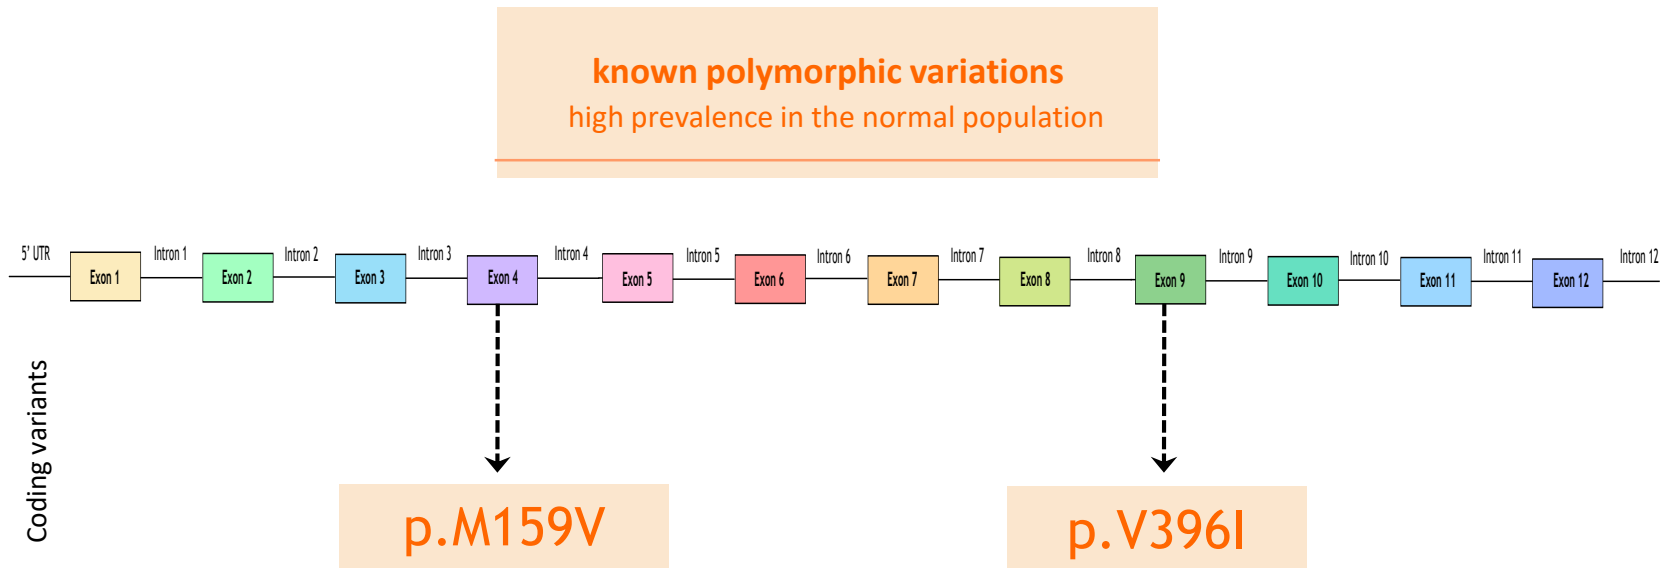 known polymorphic variations
high prevalence in the normal population
5' UTR
Exon 1
Intron 1
Exon 2
Intron 2
Exon 3
Intron 3
Exon 4
Intron 4
Exon 5
Intron 5
Exon 6
Intron 6
Exon 7
Intron 7
Exon 8
Intron 8
Exon 9
Intron 9
Exon 10
Intron 10
Exon 11
Intron 11
Exon 12
Intron 12
Coding variants
p.M159V
p.V396I